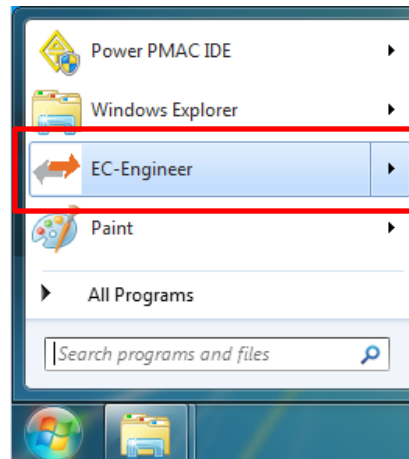 Power PMAC IDE
Windows Explorer
EC-Engineer
Paint
All Programs
Search programs and files